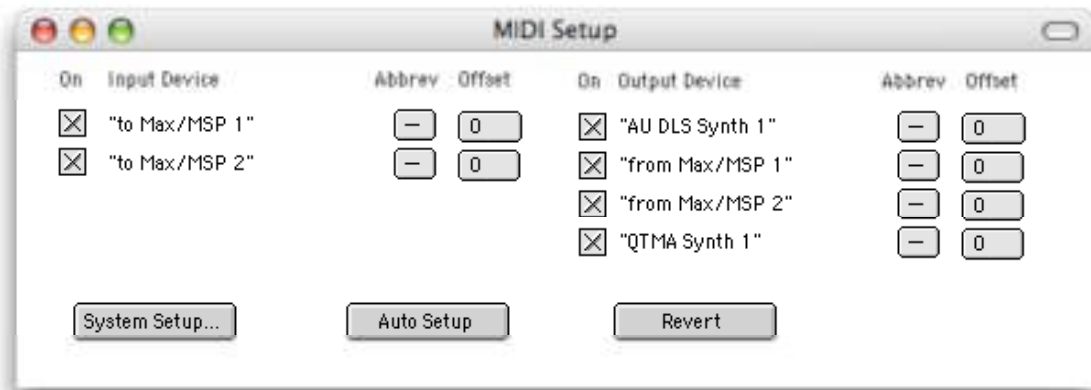 MIDI Setup
On Input Device Abbrev Offset On Output Device Abbrev Offset
"to Max/MSP 1" – 0 "AU DLS Synth 1" – 0
"to Max/MSP 2" – 0 "from Max/MSP 1" – 0
"from Max/MSP 2" – 0
"QTMA Synth 1" – 0
System Setup... Auto Setup Revert